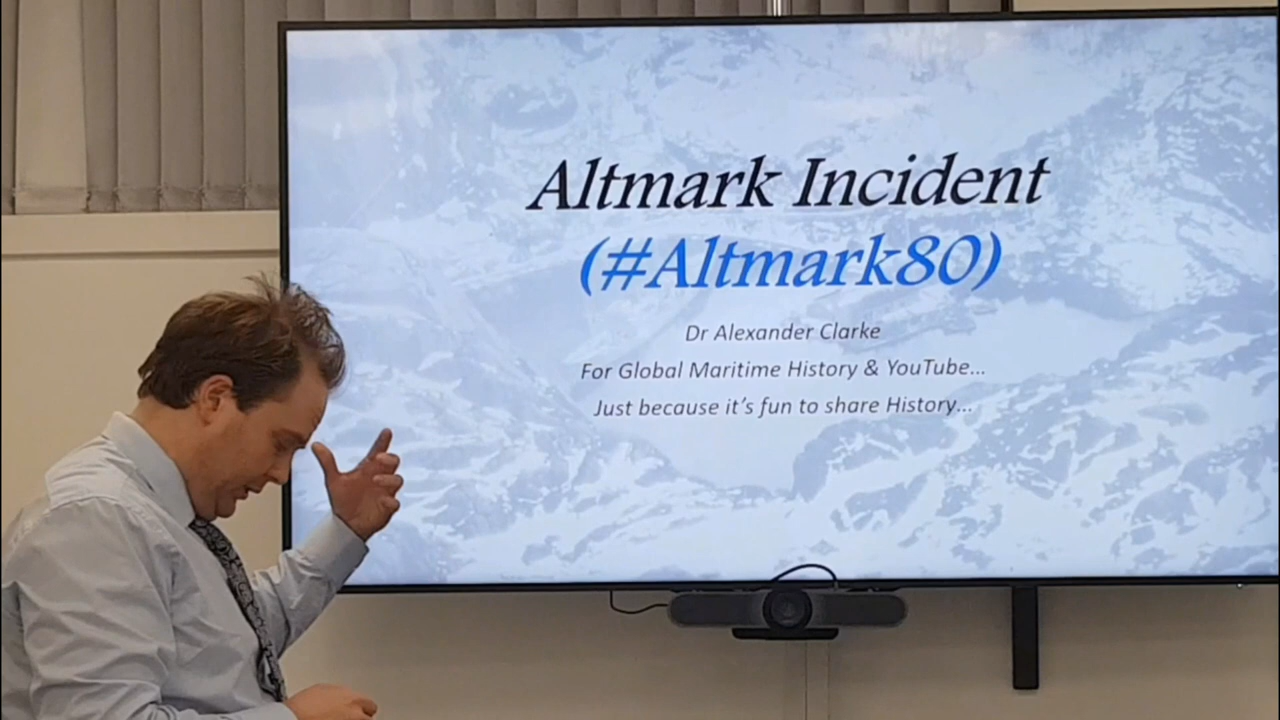 Altmark Incident
(#Altmark80)
Dr Alexander Clarke
For Global Maritime History & YouTube...
Just because it's fun to share History...